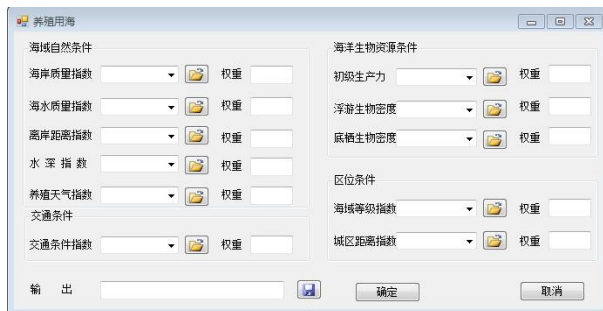 养殖用海
海域自然条件
海岸质量指数 权重
海水质量指数 权重
离岸距离指数 权重
水 深 指 数 权重
养殖天气指数 权重
交通条件
交通条件指数 权重
海洋生物资源条件
初级生产力 权重
浮游生物密度 权重
底栖生物密度 权重
区位条件
海域等级指数 权重
城区距离指数 权重
输 出 确定 取消